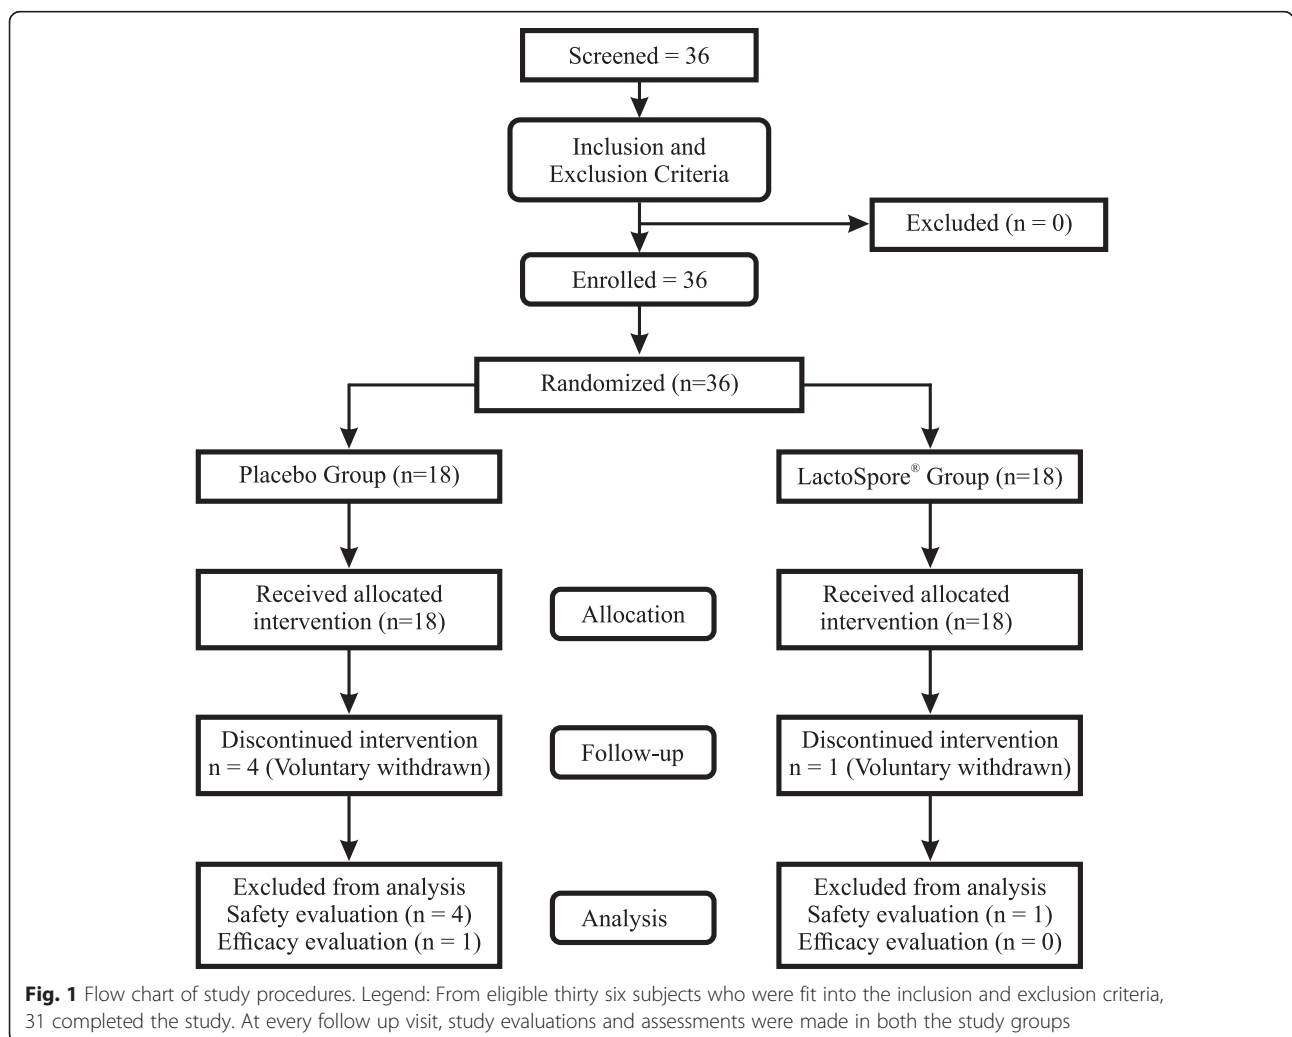 Screened = 36
Inclusion and
Exclusion Criteria
Excluded (n = 0)
Enrolled = 36
Randomized (n=36)
Placebo Group (n=18)
LactoSpore® Group (n=18)
Received allocated
intervention (n=18)
Allocation
Received allocated
intervention (n=18)
Discontinued intervention
n = 4 (Voluntary withdrawn)
Follow-up
Discontinued intervention
n = 1 (Voluntary withdrawn)
Excluded from analysis
Safety evaluation (n = 4)
Efficacy evaluation (n = 1)
Analysis
Excluded from analysis
Safety evaluation (n = 1)
Efficacy evaluation (n = 0)
Fig. 1 Flow chart of study procedures. Legend: From eligible thirty six subjects who were fit into the inclusion and exclusion criteria,
31 completed the study. At every follow up visit, study evaluations and assessments were made in both the study groups